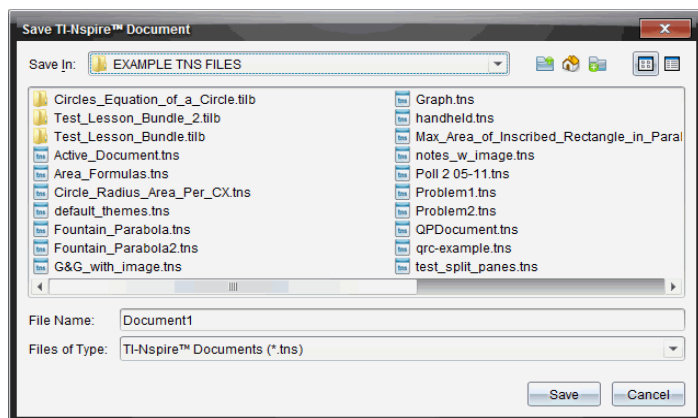 Save TI-Nspire™ Document
Save In: EXAMPLE TNS FILES
Circles_Equation_of_a_Circle.tilb
Test_Lesson_Bundle_2.tilb
Test_Lesson_Bundle.tilb
Active_Document.tns
Area_Formulas.tns
Circle_Radius_Area_Per_CX.tns
default_themes.tns
Fountain_Parabola.tns
Fountain_Parabola2.tns
G&G_with_image.tns
Graph.tns
handheld.tns
Max_Area_of_Inscribed_Rectangle_in_Paral
notes_w_image.tns
Poll 2 05-11.tns
Problem1.tns
Problem2.tns
QPDocument.tns
qrc-example.tns
test_split_panes.tns
File Name: Document1
Files of Type: TI-Nspire™ Documents (*.tns)
Save Cancel